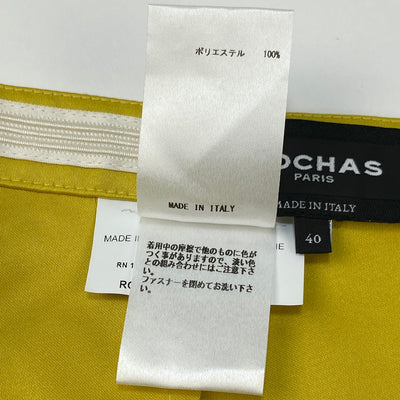 ポリエステル 100%
MADE IN ITALY
OCHAS
PARIS
MADE IN ITALY
40
MADE IN
RN 1
着用中の摩擦で他のものに色が
つく事がありますので、淡い色
との組み合わせにはご注意下さ
い。
ファスナーを閉めてお洗い下さ
い。